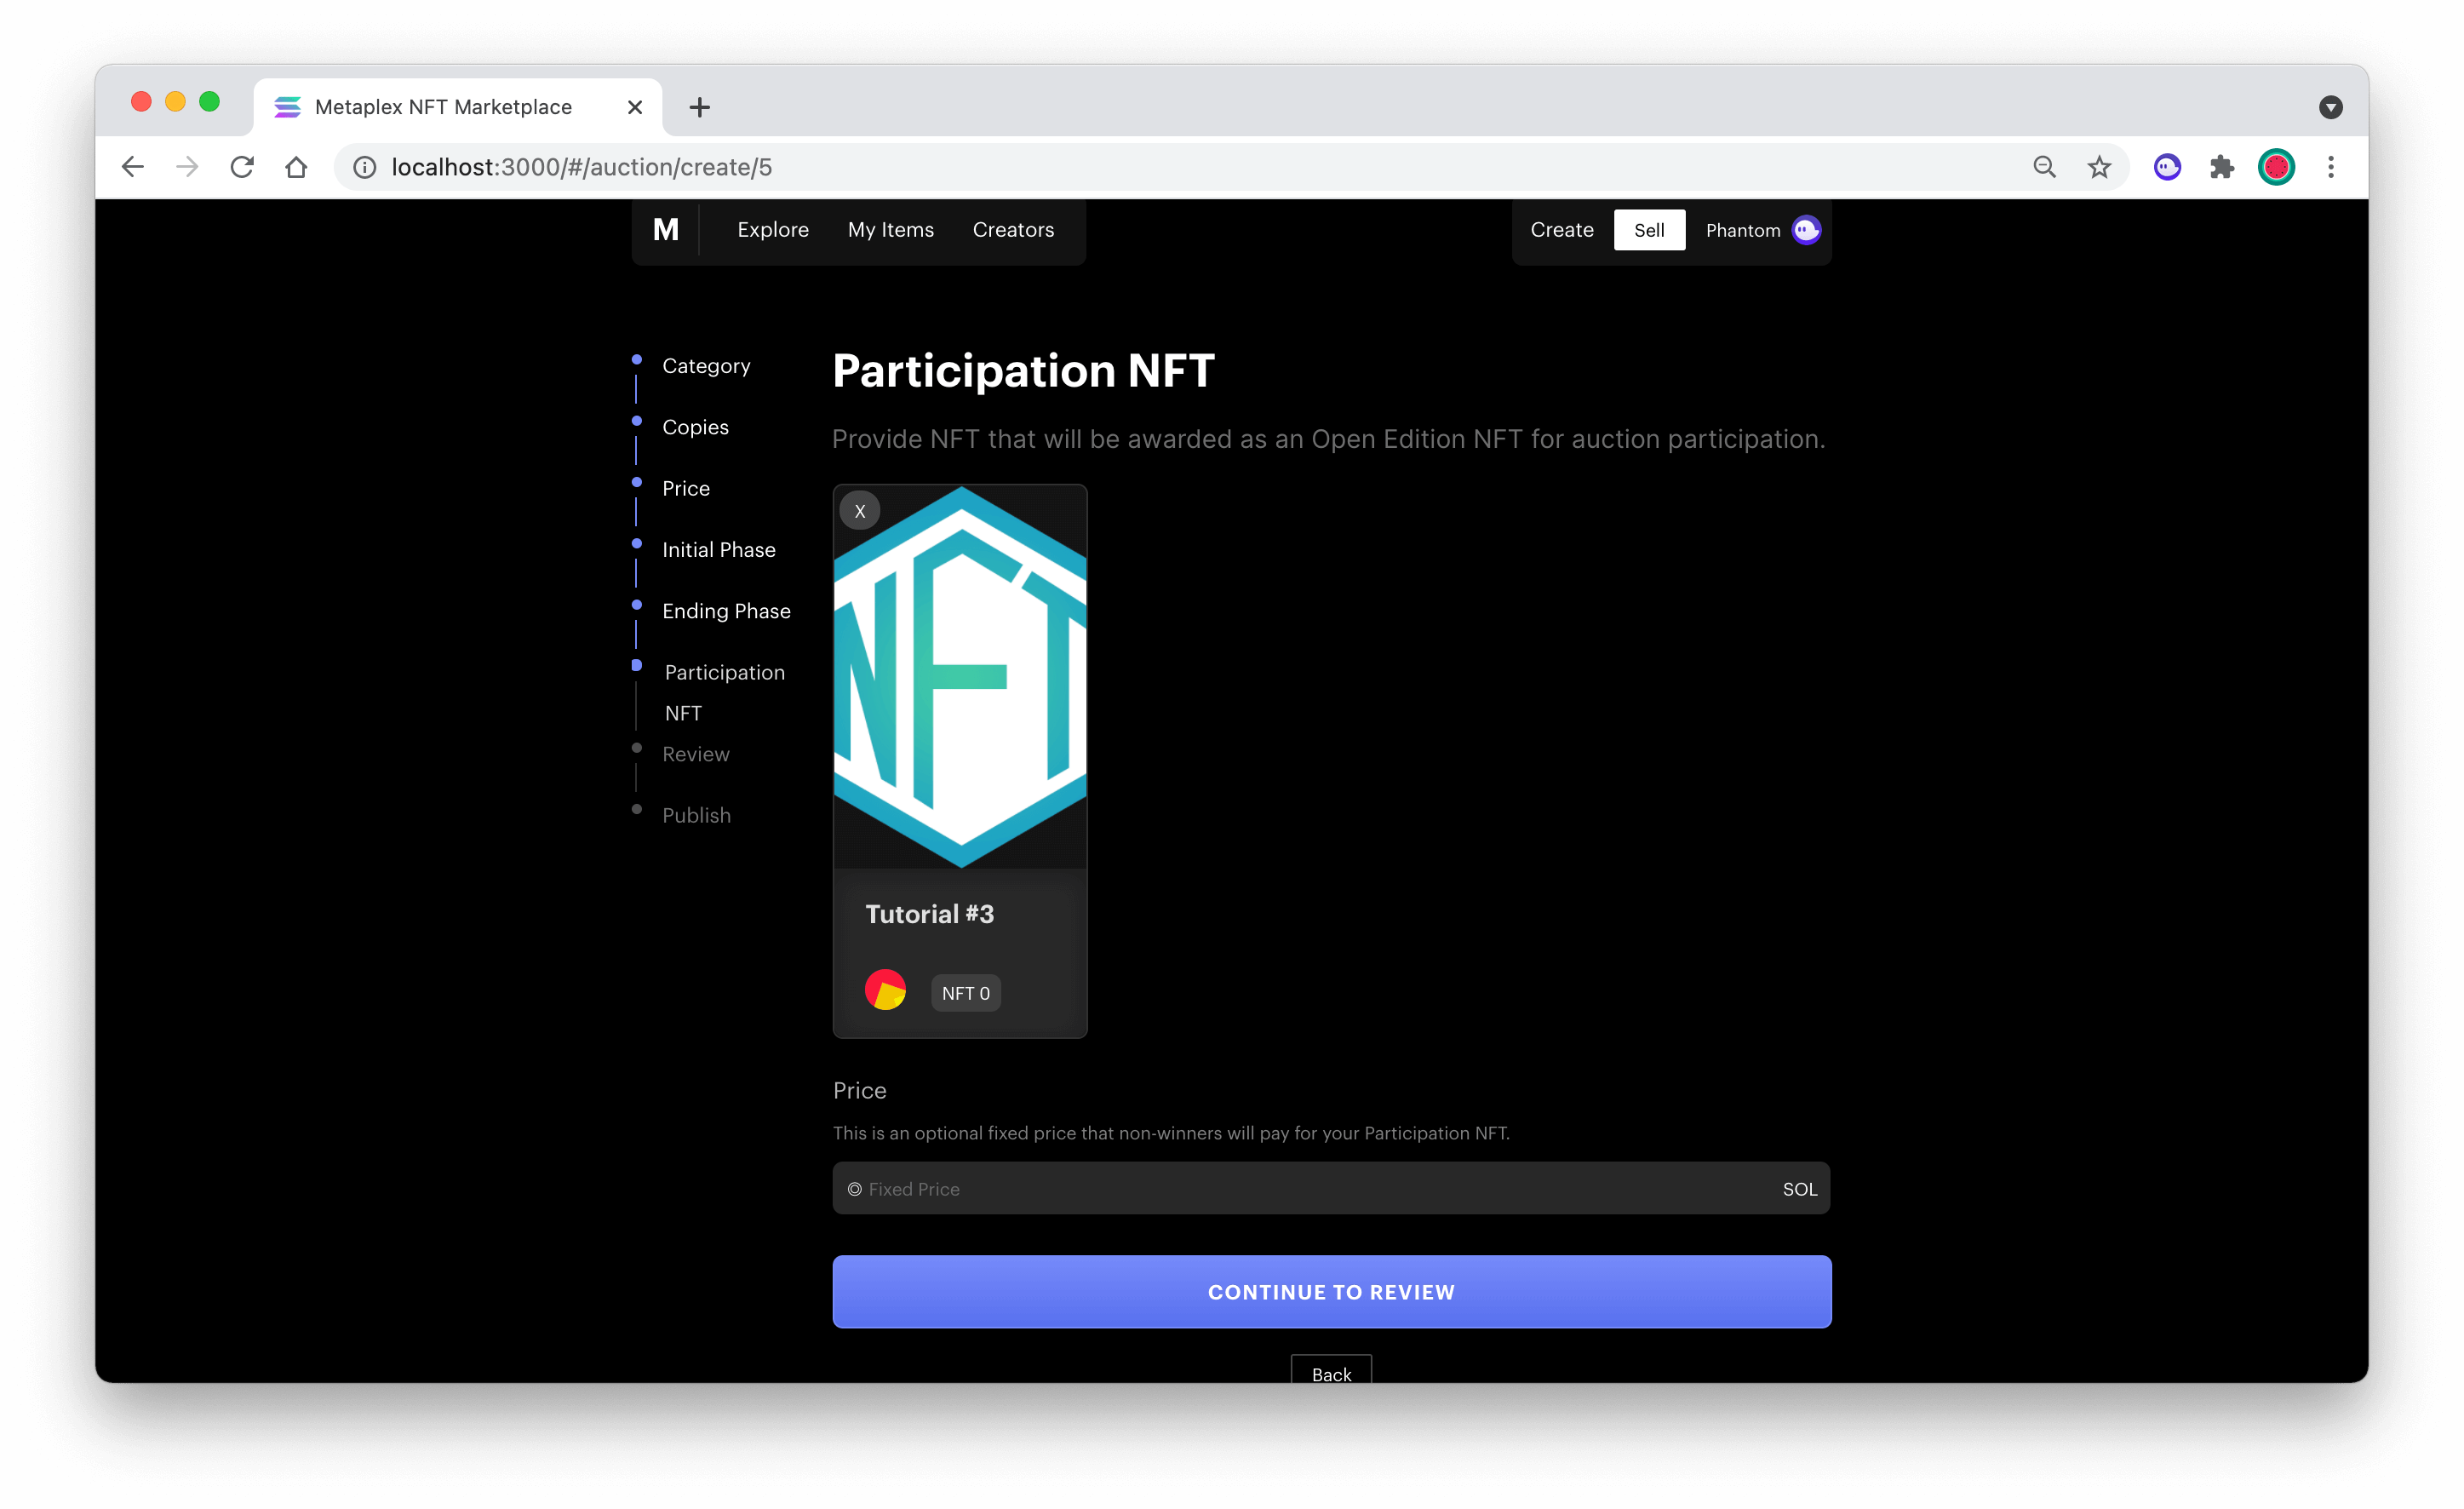 Metaplex NFT Marketplace
localhost:3000/#/auction/create/5
M Explore My Items Creators
Create Sell Phantom
Category
Copies
Price
Initial Phase
Ending Phase
Participation
NFT
Review
Publish
Participation NFT
Provide NFT that will be awarded as an Open Edition NFT for auction participation.
X
NFT
Tutorial #3
NFT 0
Price
This is an optional fixed price that non-winners will pay for your Participation NFT.
Fixed Price SOL
CONTINUE TO REVIEW
Back